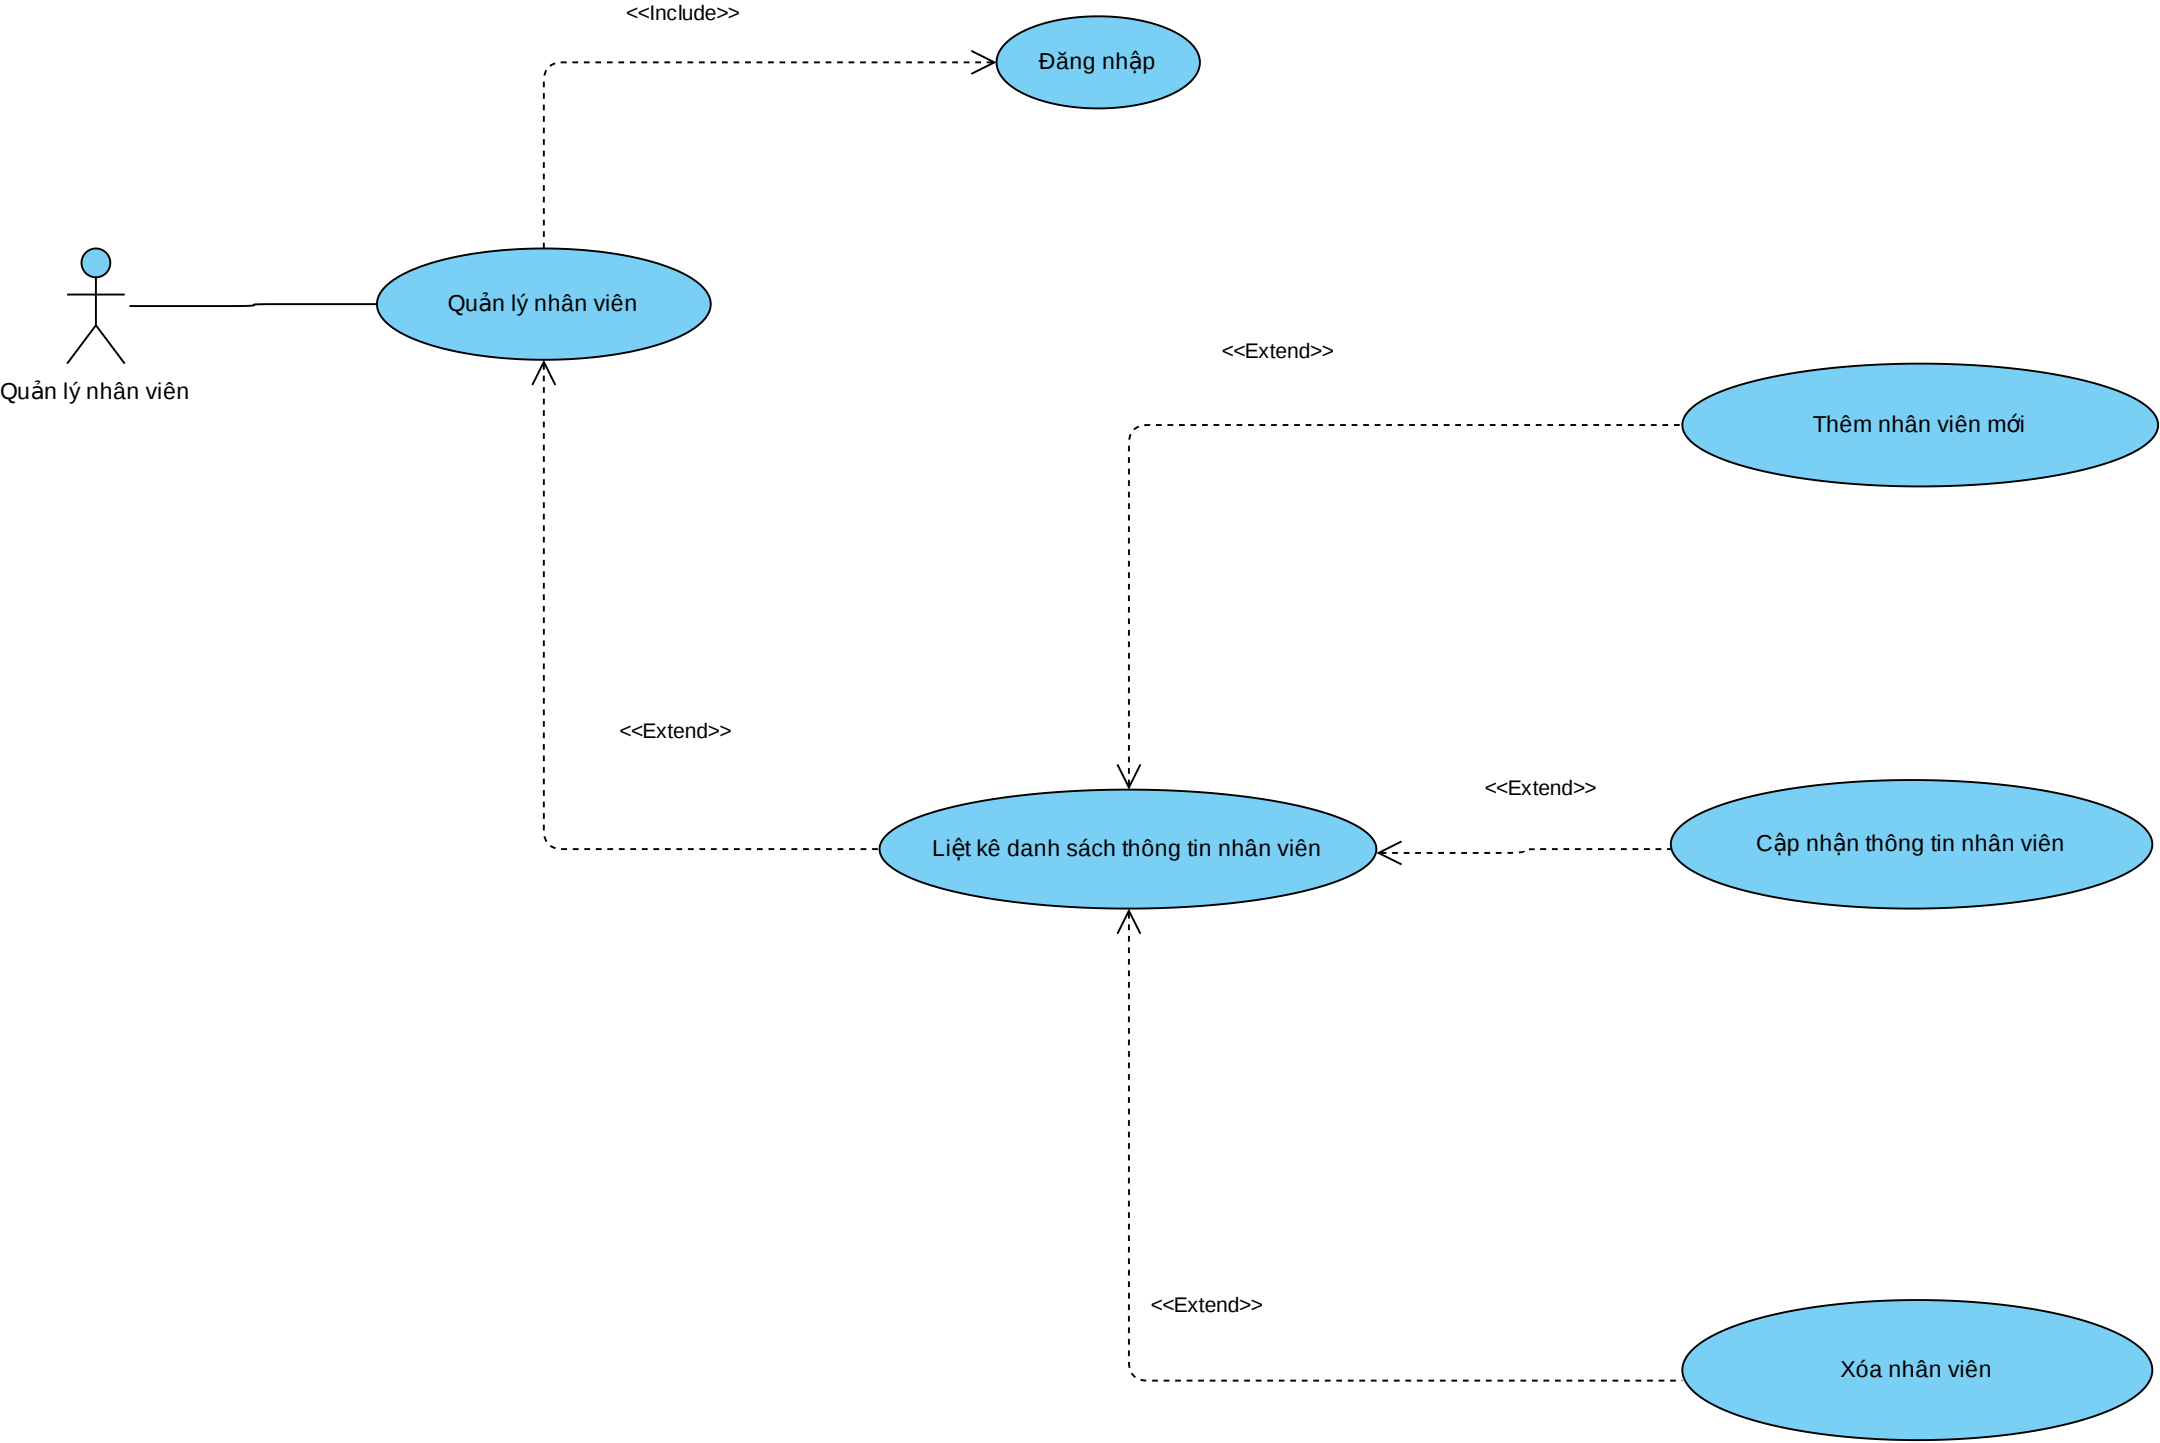 <<Include>>
Đăng nhập
Quản lý nhân viên
Quản lý nhân viên
<<Extend>>
Thêm nhân viên mới
<<Extend>>
<<Extend>>
Liệt kê danh sách thông tin nhân viên
Cập nhận thông tin nhân viên
<<Extend>>
Xóa nhân viên